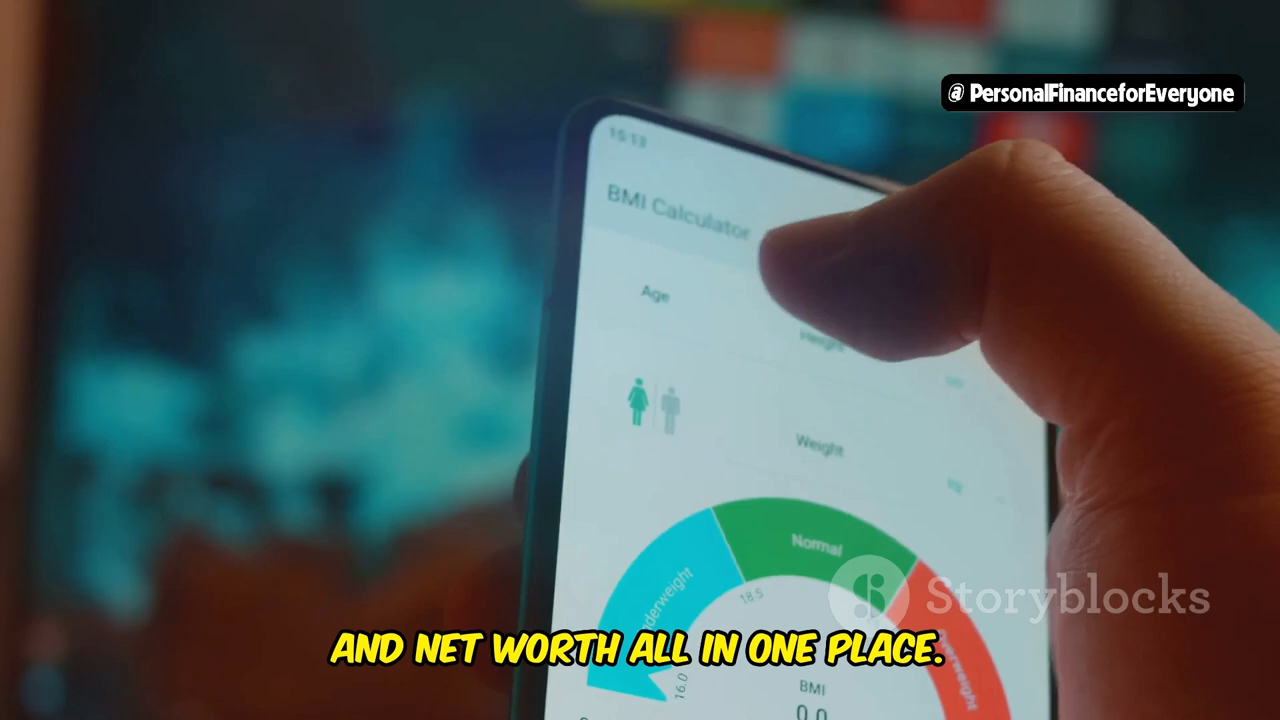 @ PersonalFinanceforEveryone
15:13
BMI Calculator
Age
Height
Weight
Normal
18.5
Storyblocks
AND NET WORTH ALL IN ONE PLACE.
16.0
BMI
0.0